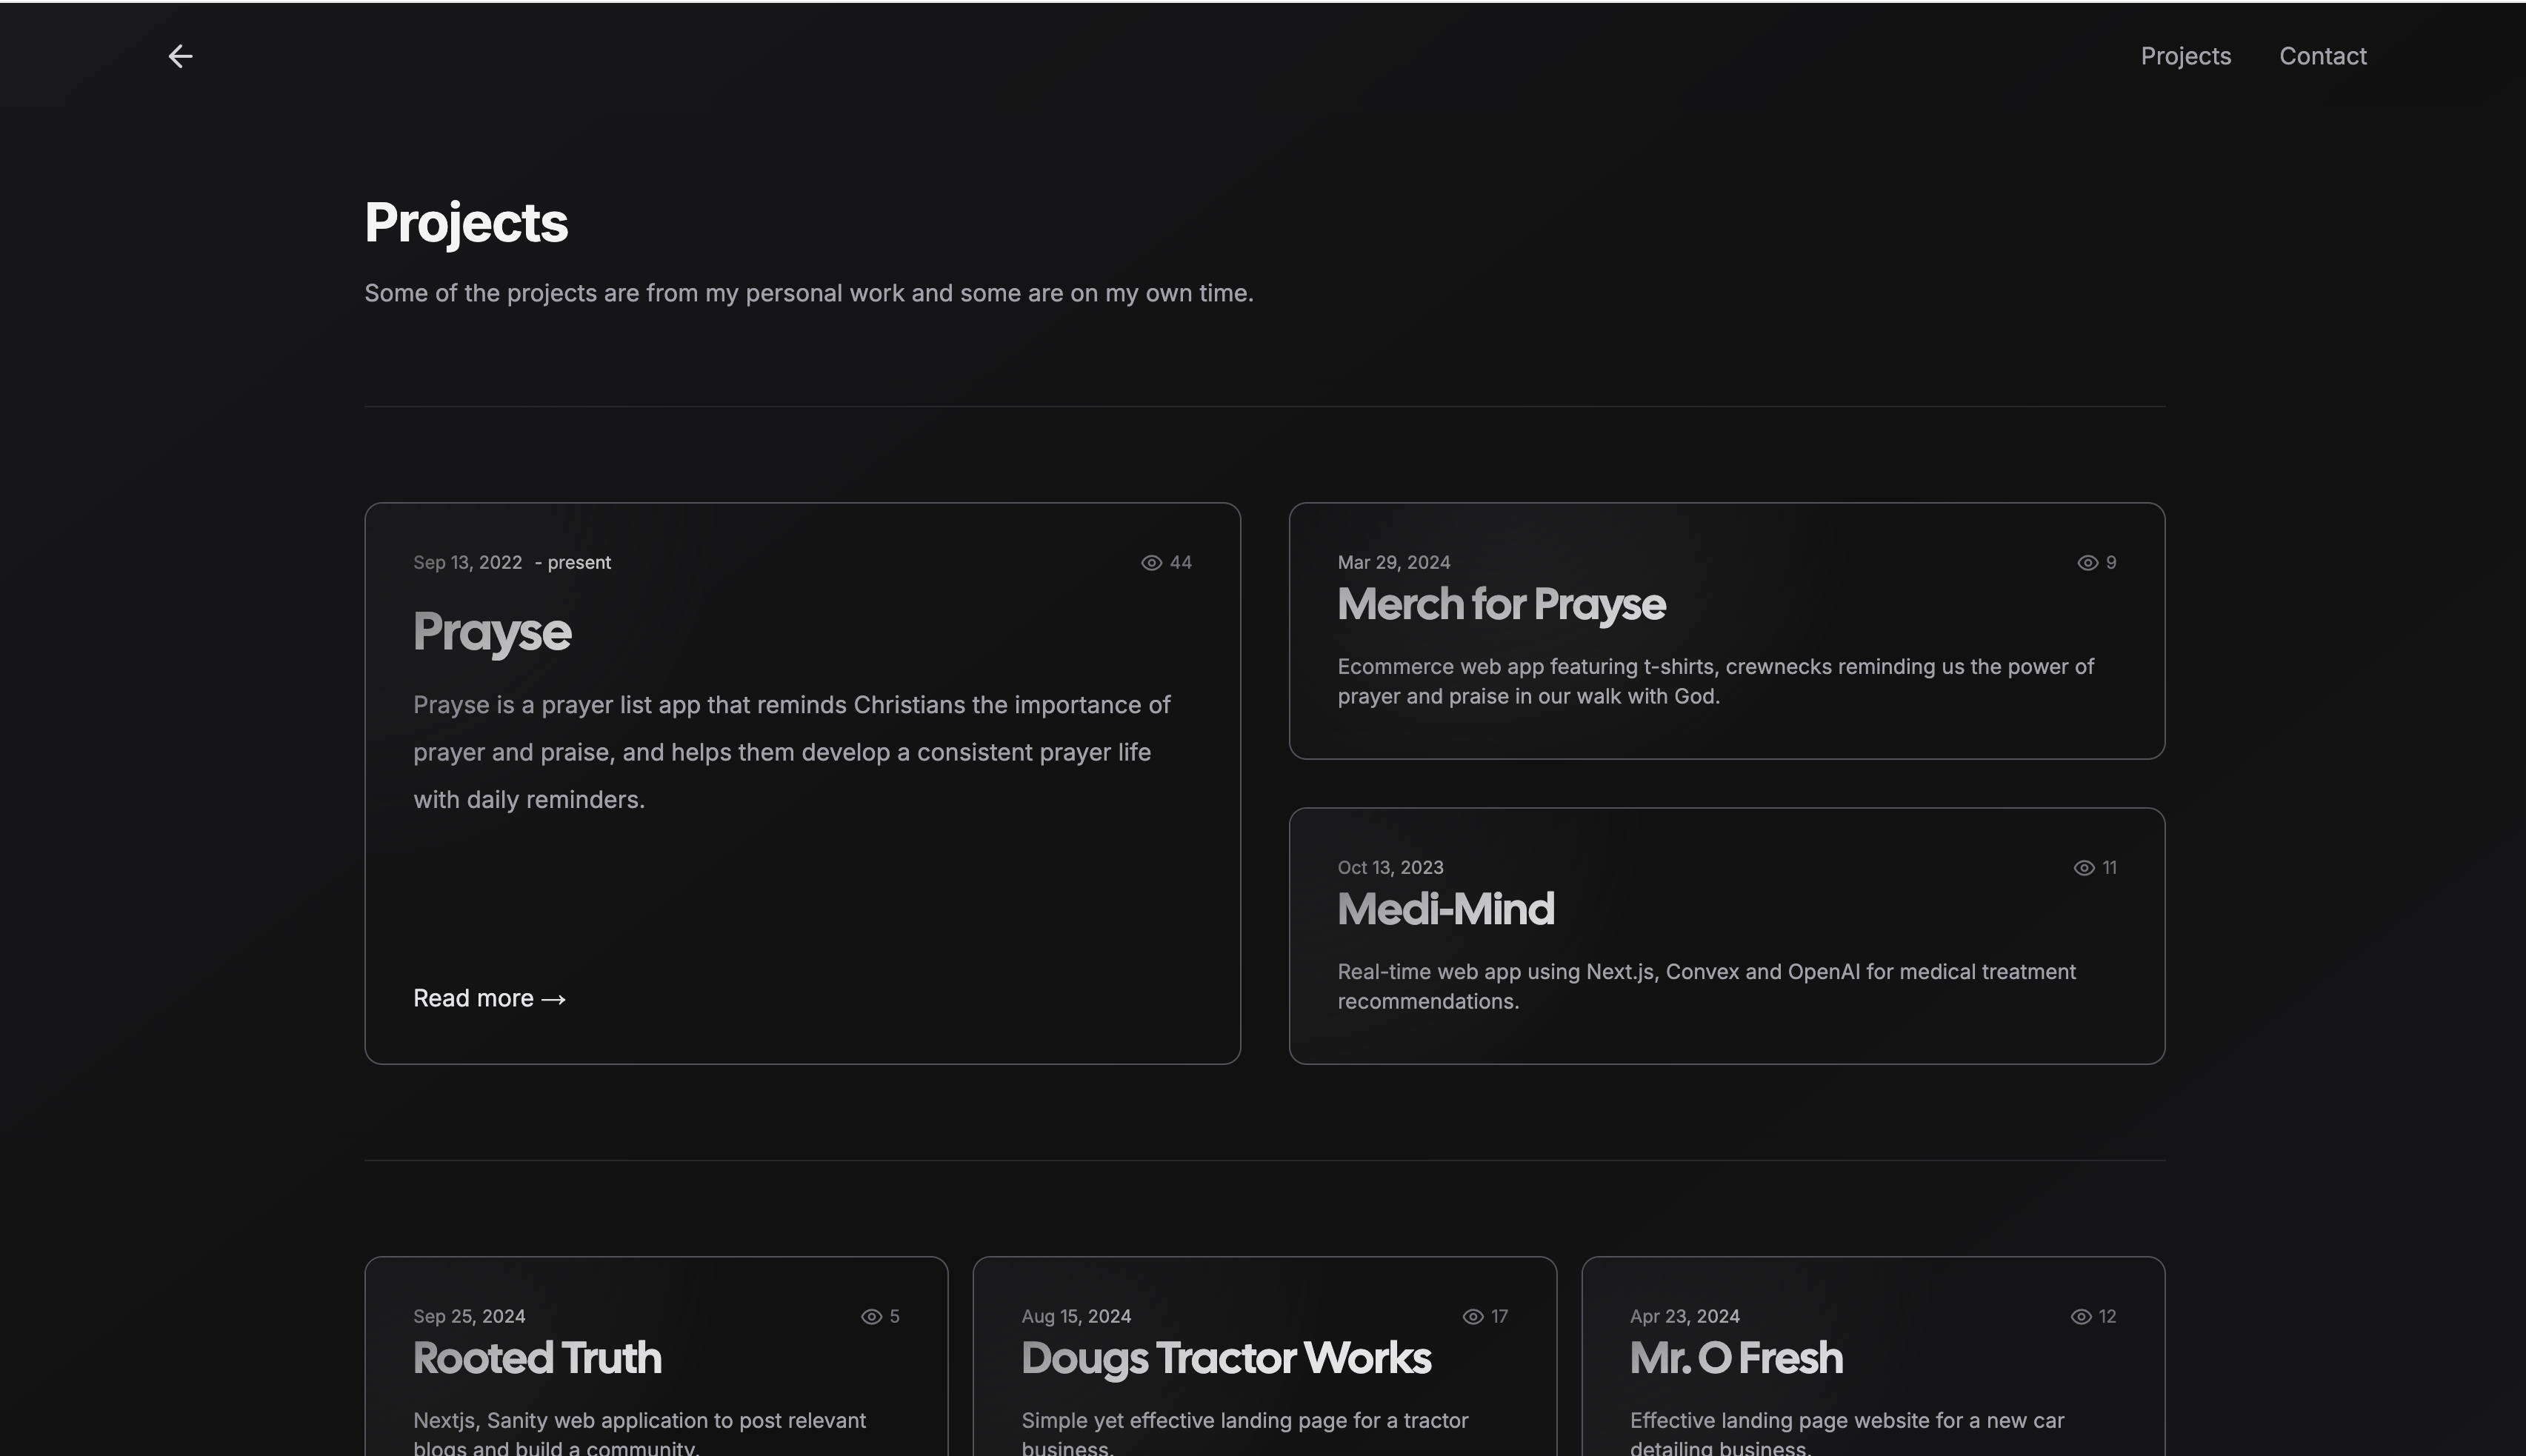 Projects Contact
Projects
Some of the projects are from my personal work and some are on my own time.
Sep 13, 2022 - present 44
Prayse
Prayse is a prayer list app that reminds Christians the importance of
prayer and praise, and helps them develop a consistent prayer life
with daily reminders.
Read more →
Mar 29, 2024 9
Merch for Prayse
Ecommerce web app featuring t-shirts, crewnecks reminding us the power of
prayer and praise in our walk with God.
Oct 13, 2023 11
Medi-Mind
Real-time web app using Next.js, Convex and OpenAI for medical treatment
recommendations.
Sep 25, 2024 5
Rooted Truth
Nextjs, Sanity web application to post relevant
blogs and build a community.
Aug 15, 2024 17
Dougs Tractor Works
Simple yet effective landing page for a tractor
business.
Apr 23, 2024 12
Mr. O Fresh
Effective landing page website for a new car
detailing business.